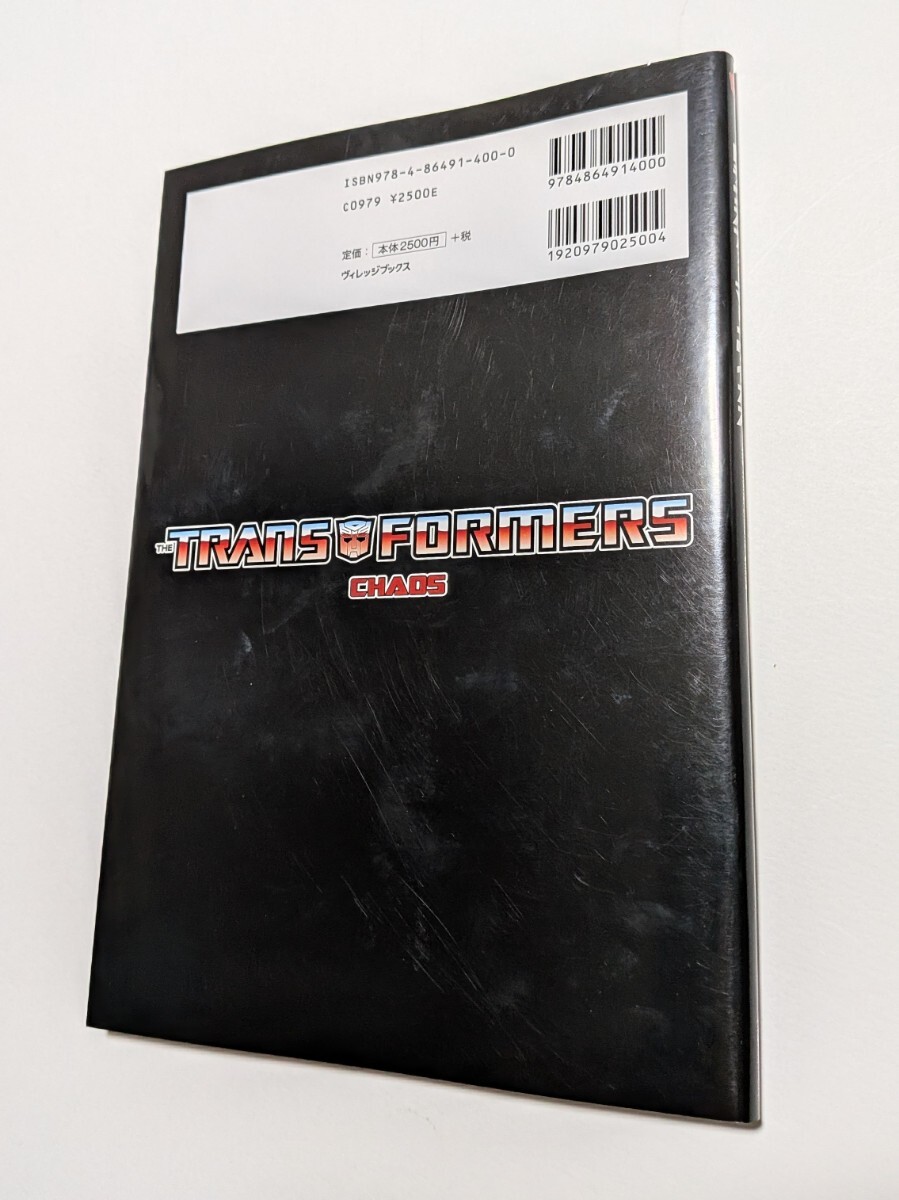 ISBN978-4-86491-400-0
C0979 ¥2500E
定価：本体2500円 +税
ヴィレッジブックス
9784864914000
1920979025004
THE TRANSFORMERS
CHAOS